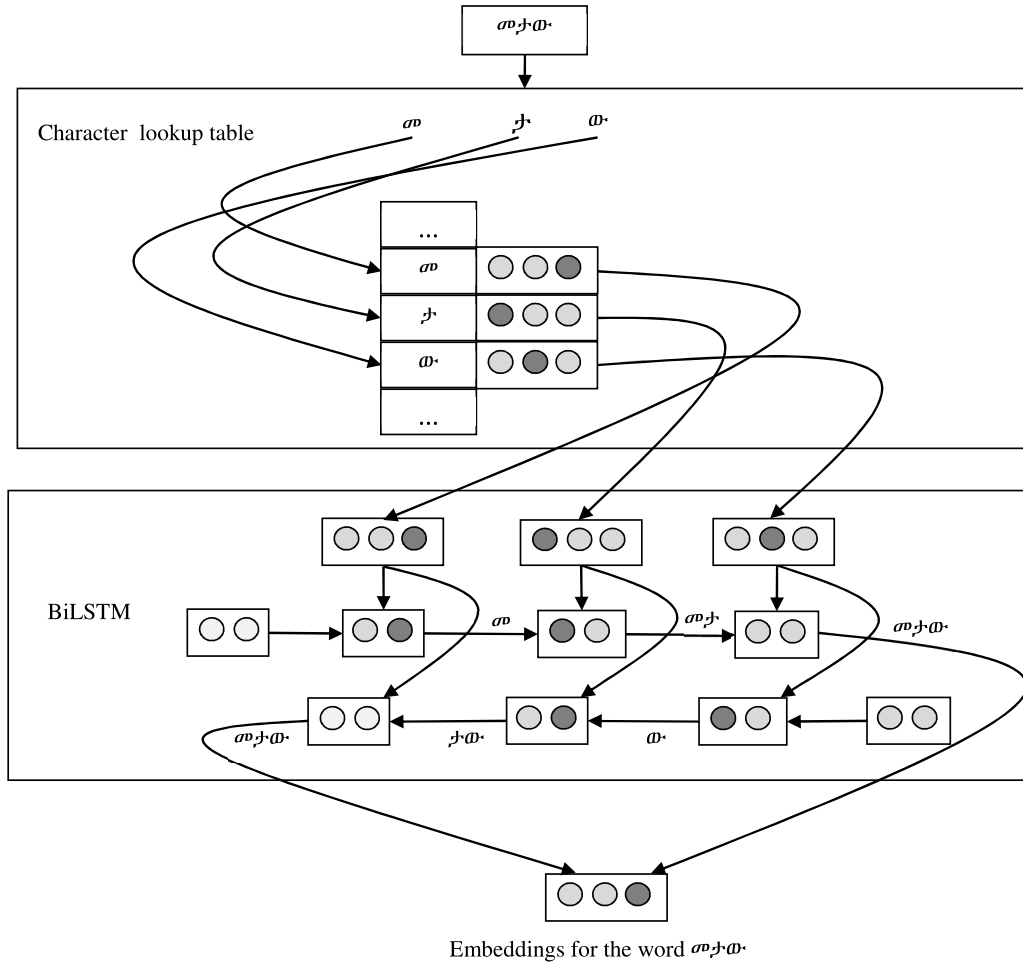 መታው
Character lookup table
መ ታ ው
...
መ
ታ
ው
...
BiLSTM
መ
መታ
መታው
መታው
ታው
ው
Embeddings for the word መታው